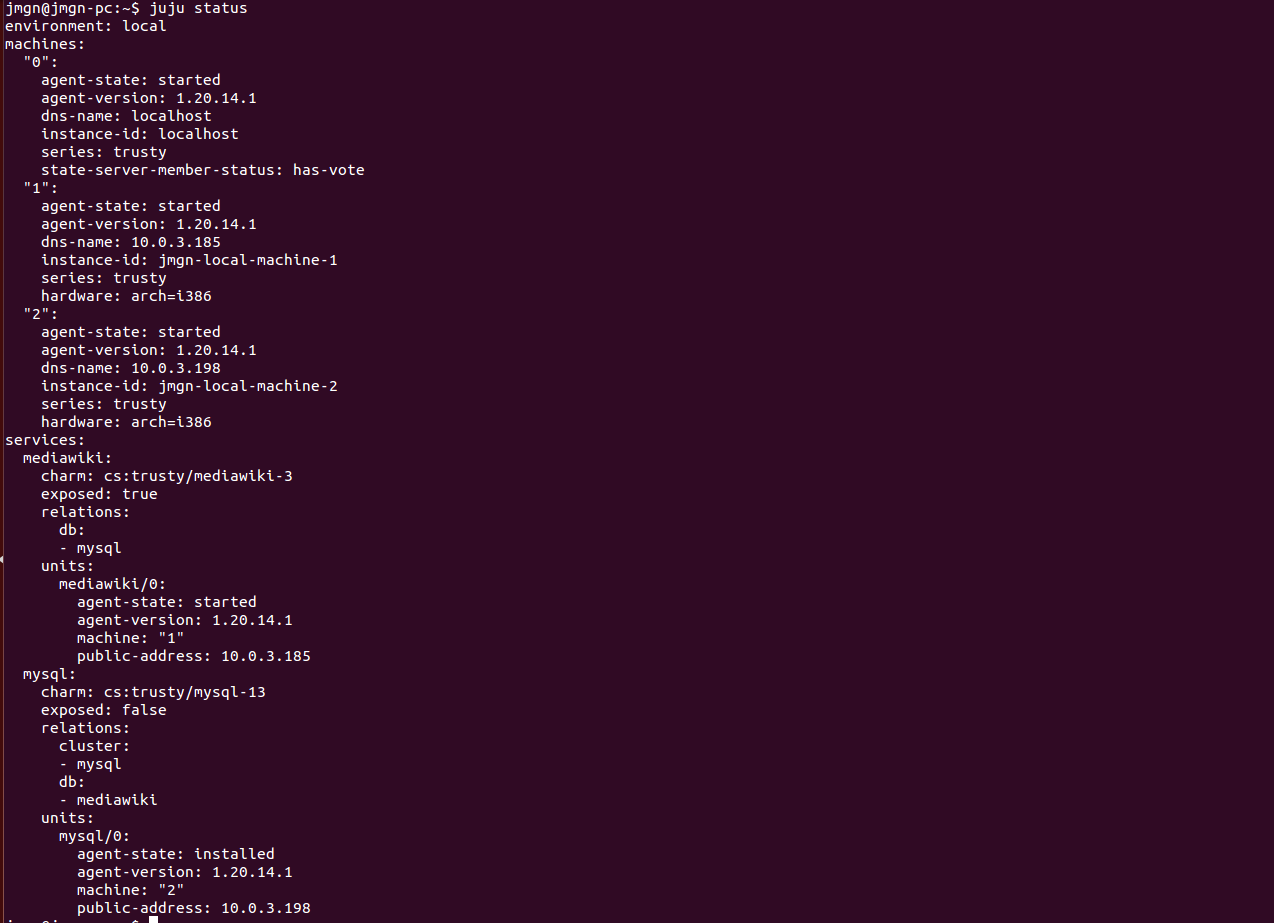 jmgn@jmgn-pc:~$ juju status
environment: local
machines:
  "0":
    agent-state: started
    agent-version: 1.20.14.1
    dns-name: localhost
    instance-id: localhost
    series: trusty
    state-server-member-status: has-vote
  "1":
    agent-state: started
    agent-version: 1.20.14.1
    dns-name: 10.0.3.185
    instance-id: jmgn-local-machine-1
    series: trusty
    hardware: arch=i386
  "2":
    agent-state: started
    agent-version: 1.20.14.1
    dns-name: 10.0.3.198
    instance-id: jmgn-local-machine-2
    series: trusty
    hardware: arch=i386
services:
  mediawiki:
    charm: cs:trusty/mediawiki-3
    exposed: true
    relations:
      db:
      - mysql
    units:
      mediawiki/0:
        agent-state: started
        agent-version: 1.20.14.1
        machine: "1"
        public-address: 10.0.3.185
  mysql:
    charm: cs:trusty/mysql-13
    exposed: false
    relations:
      cluster:
      - mysql
      db:
      - mediawiki
    units:
      mysql/0:
        agent-state: installed
        agent-version: 1.20.14.1
        machine: "2"
        public-address: 10.0.3.198